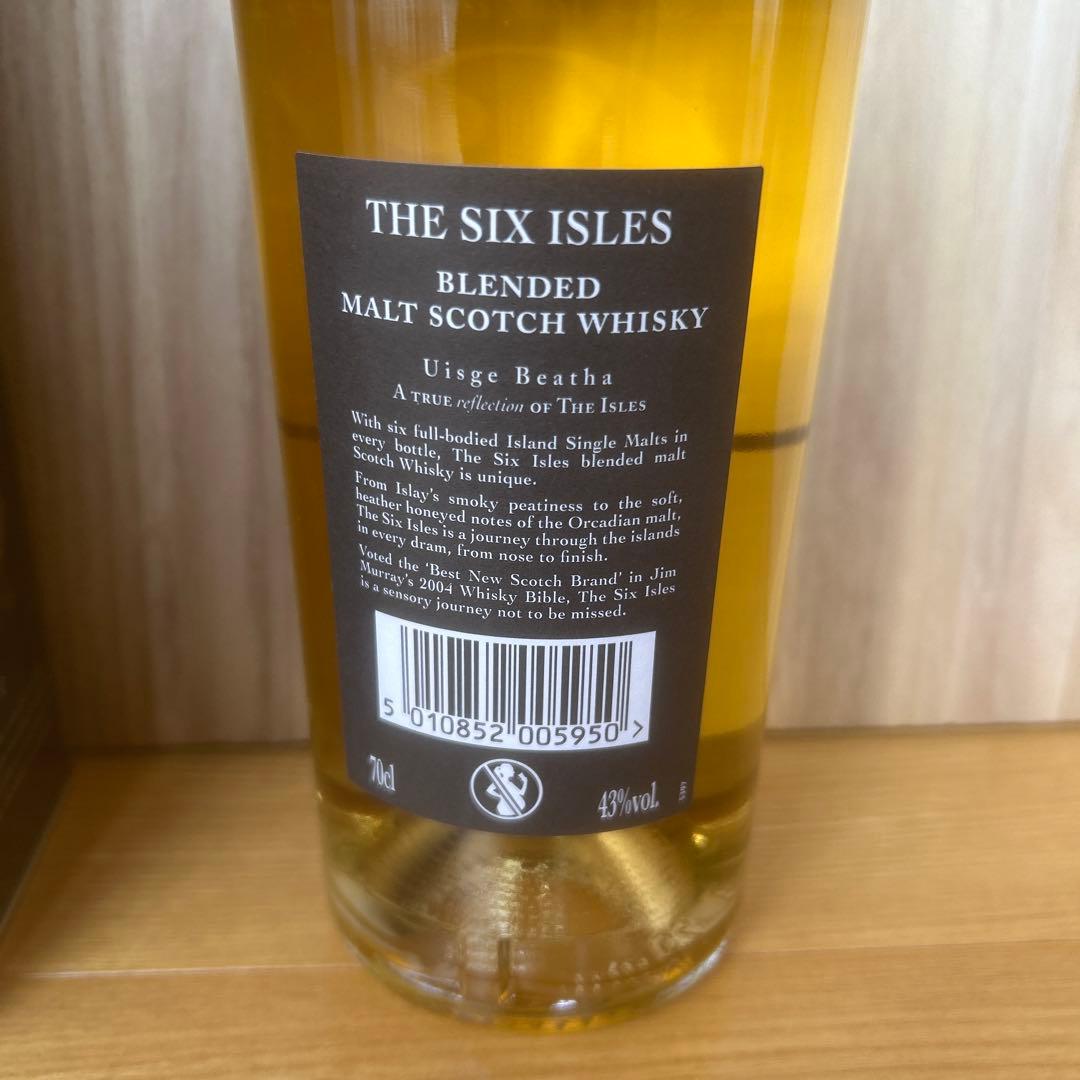 THE SIX ISLES
BLENDED
MALT SCOTCH WHISKY
Uisge Beatha
A TRUE reflection OF THE ISLES
With six full-bodied Island Single Malts in
every bottle, The Six Isles blended malt
Scotch Whisky is unique.
From Islay's smoky peatiness to the soft,
heather honeyed notes of the Orcadian malt,
The Six Isles is a journey through the islands
in every dram, from nose to finish.
Voted the 'Best New Scotch Brand' in Jim
Murray's 2004 Whisky Bible, The Six Isles
is a sensory journey not to be missed.
5 010852 005950 >
70cl
43%vol.